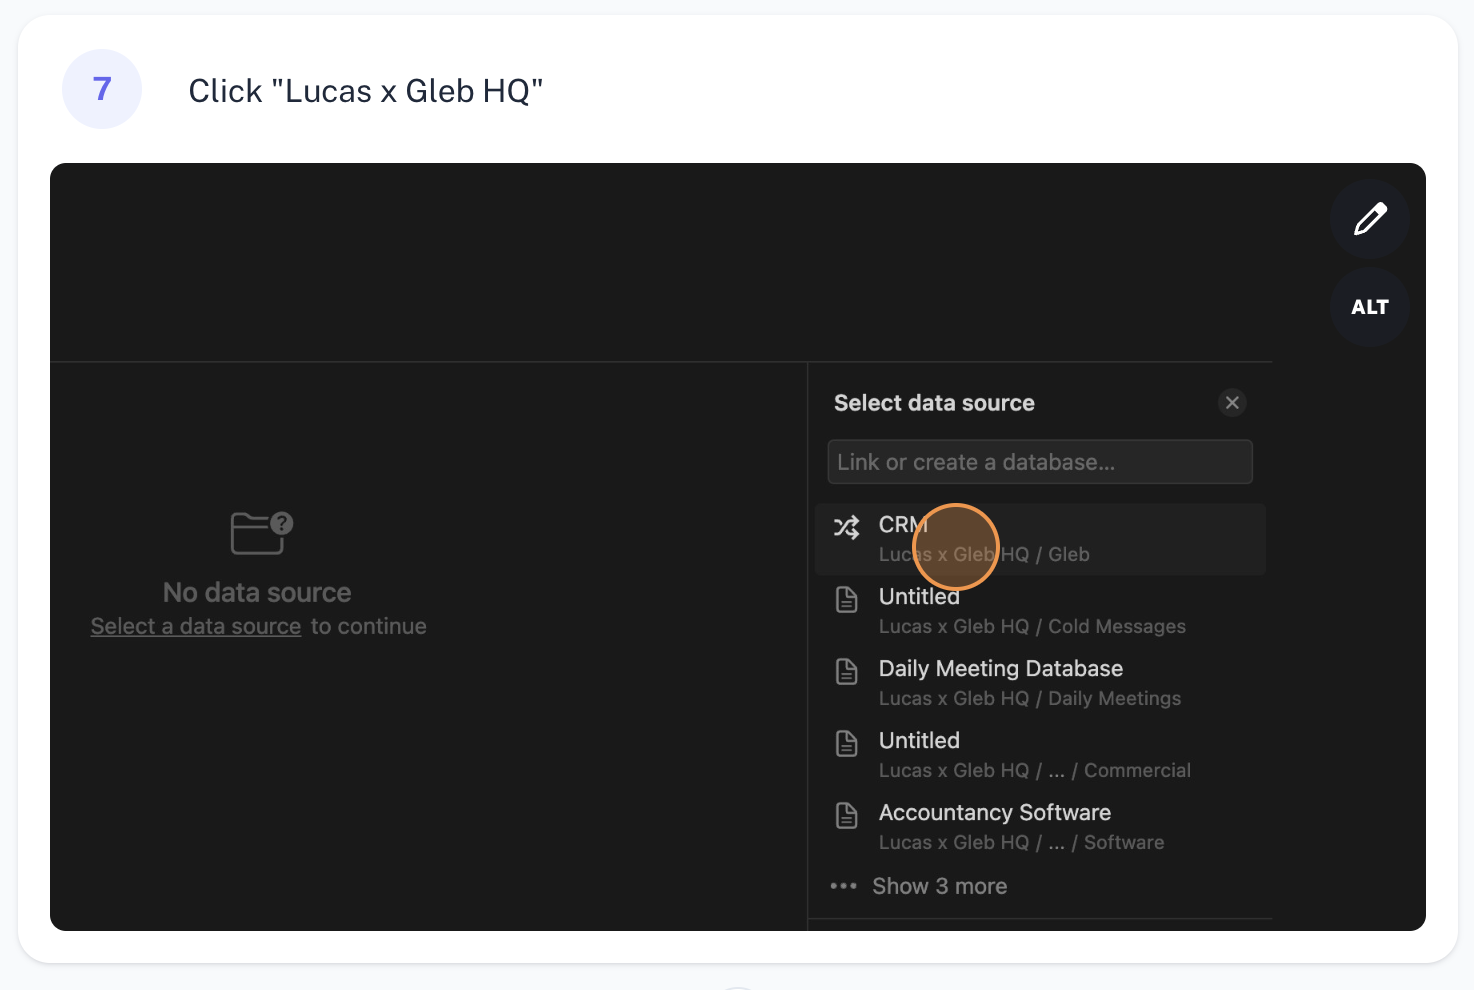 7
Click "Lucas x Gleb HQ"
ALT
Select data source
Link or create a database...
?
No data source
Select a data source to continue
CRM
Lucas x Gleb HQ / Gleb
Untitled
Lucas x Gleb HQ / Cold Messages
Daily Meeting Database
Lucas x Gleb HQ / Daily Meetings
Untitled
Lucas x Gleb HQ / ... / Commercial
Accountancy Software
Lucas x Gleb HQ / ... / Software
Show 3 more